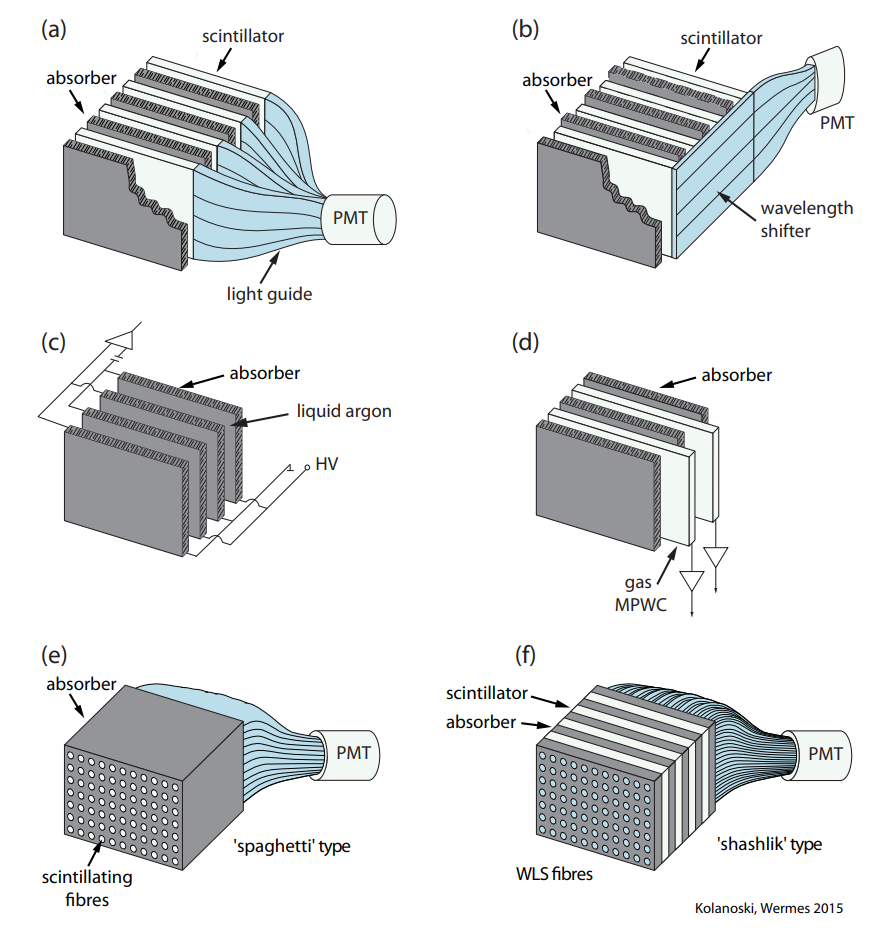 (a)
scintillator
absorber
PMT
light guide
(b)
scintillator
absorber
PMT
wavelength
shifter
(c)
absorber
liquid argon
HV
(d)
absorber
gas
MPWC
(e)
absorber
PMT
'spaghetti' type
scintillating
fibres
(f)
scintillator
absorber
PMT
'shashlik' type
WLS fibres
Kolanoski, Wermes 2015